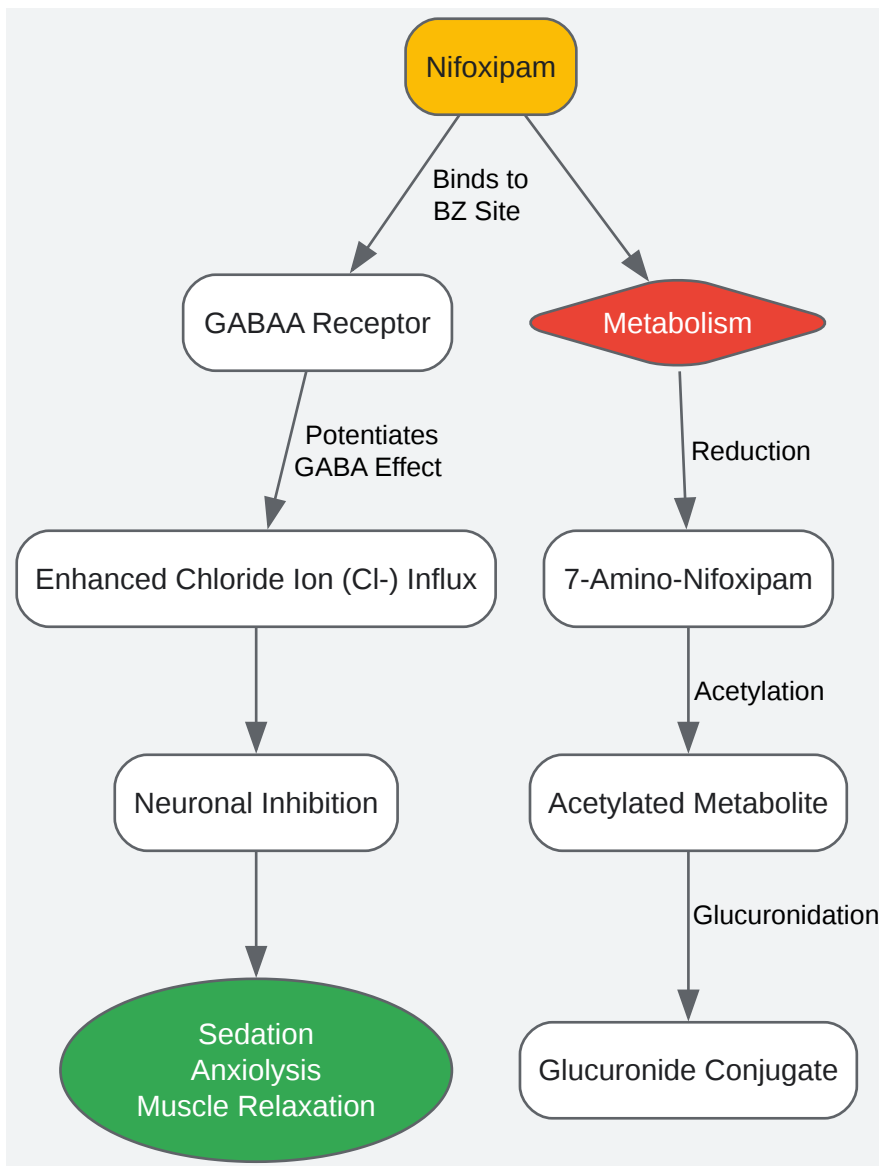 Nifoxipam
Binds to
BZ Site
GABAA Receptor
Metabolism
Potentiates
GABA Effect
Reduction
Enhanced Chloride Ion (Cl-) Influx
7-Amino-Nifoxipam
Acetylation
Neuronal Inhibition
Acetylated Metabolite
Glucuronidation
Sedation
Anxiolysis
Muscle Relaxation
Glucuronide Conjugate